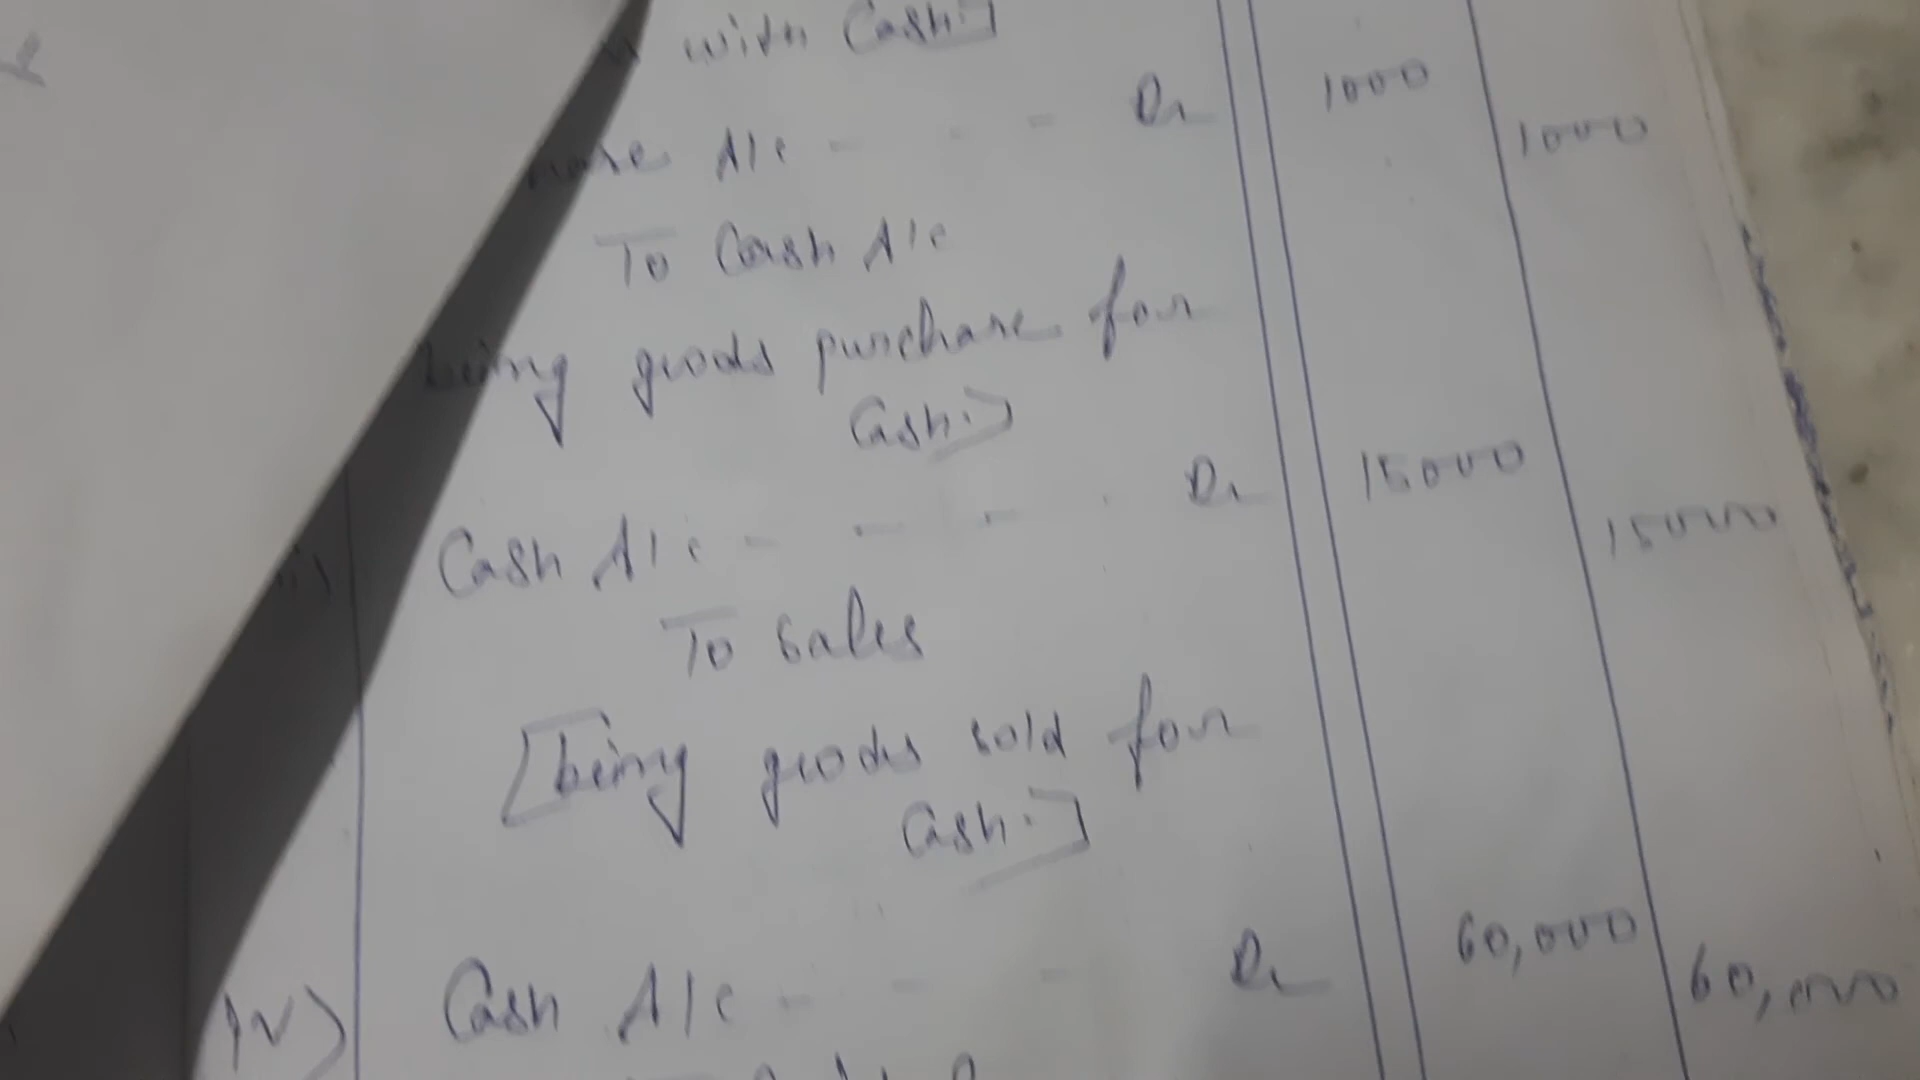 with Cash.]
A/c - - - Dr 1000
1000
To Cash A/c
being goods purchase for
Cash.]
Cash A/c - - - Dr 15000
15000
To Sales
[being goods sold for
Cash.]
iv) Cash A/c - - - Dr 60,000
60,000